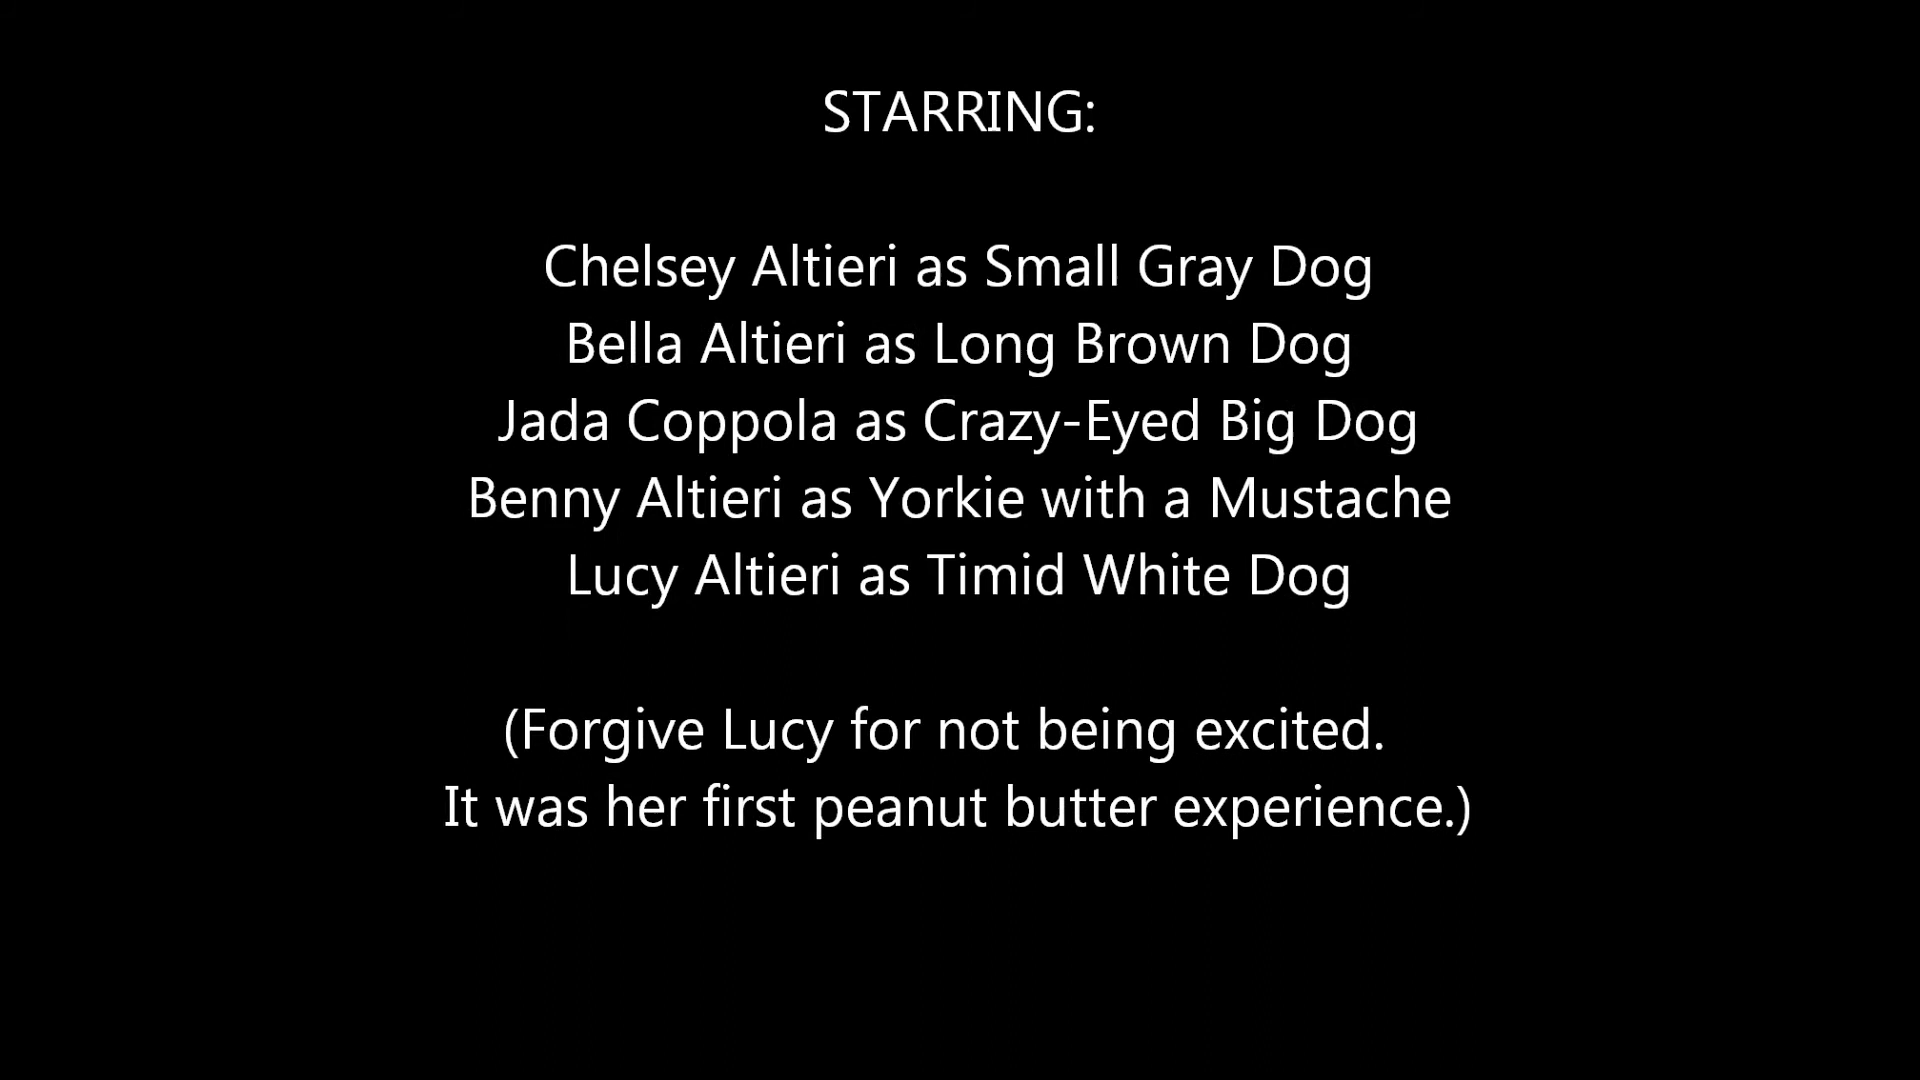 STARRING:
Chelsey Altieri as Small Gray Dog
Bella Altieri as Long Brown Dog
Jada Coppola as Crazy-Eyed Big Dog
Benny Altieri as Yorkie with a Mustache
Lucy Altieri as Timid White Dog
(Forgive Lucy for not being excited.
It was her first peanut butter experience.)